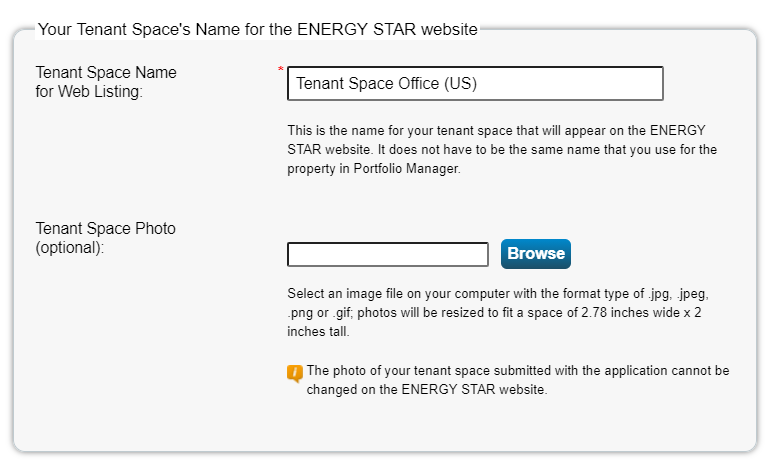 Your Tenant Space's Name for the ENERGY STAR website
Tenant Space Name
for Web Listing:
* Tenant Space Office (US)
This is the name for your tenant space that will appear on the ENERGY
STAR website. It does not have to be the same name that you use for the
property in Portfolio Manager.
Tenant Space Photo
(optional):
Browse
Select an image file on your computer with the format type of .jpg, .jpeg,
.png or .gif; photos will be resized to fit a space of 2.78 inches wide x 2
inches tall.
The photo of your tenant space submitted with the application cannot be
changed on the ENERGY STAR website.